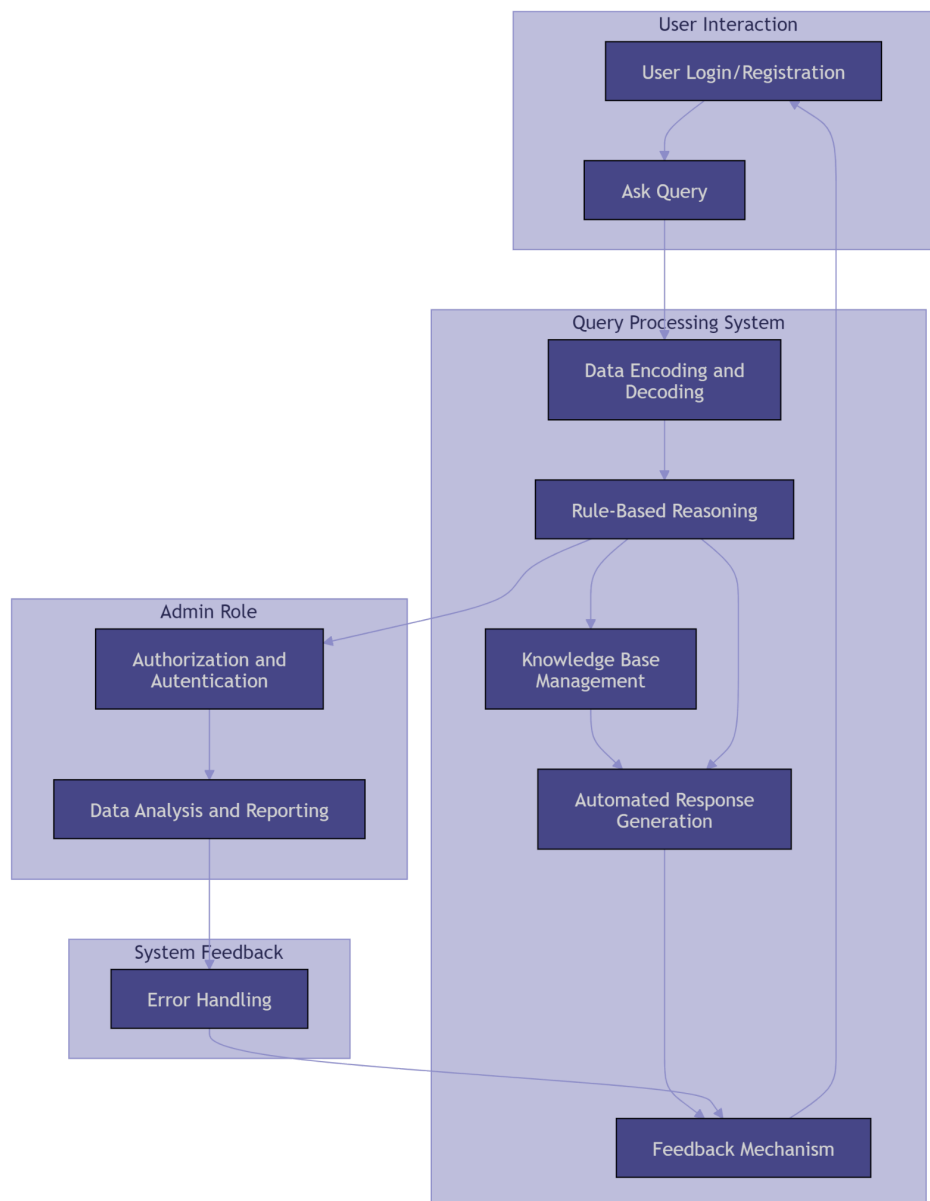 User Interaction
User Login/Registration
Ask Query
Query Processing System
Data Encoding and
Decoding
Rule-Based Reasoning
Admin Role
Authorization and
Autentication
Knowledge Base
Management
Data Analysis and Reporting
Automated Response
Generation
System Feedback
Error Handling
Feedback Mechanism